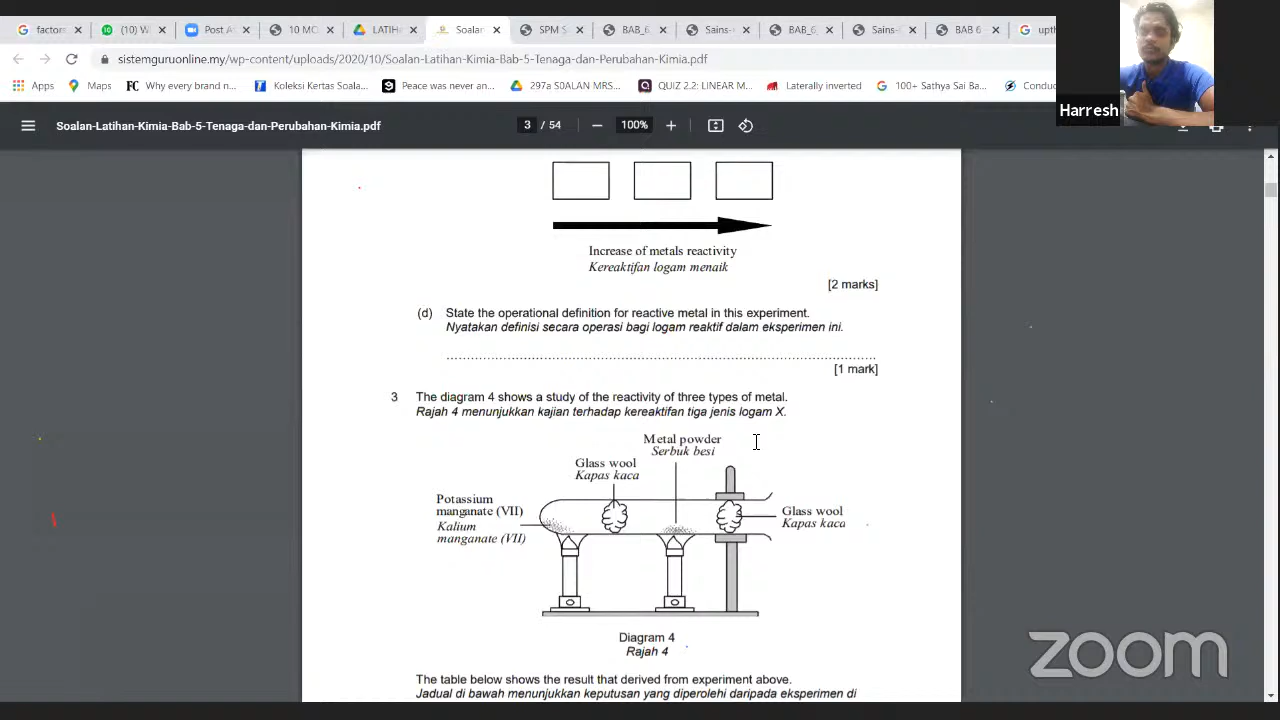 factors
(10) W
Post A
10 MC
LATIHA
Soalan
SPM S
BAB_6
Sains-
BAB_6
Sains-
BAB 6
upth
sistemguruonline.my/wp-content/uploads/2020/10/Soalan-Latihan-Kimia-Bab-5-Tenaga-dan-Perubahan-Kimia.pdf
Apps
Maps
Why every brand n...
Koleksi Kertas Soala...
Peace was never an...
297a S0ALAN MRS...
QUIZ 2.2: LINEAR M...
Laterally inverted
100+ Sathya Sai Ba...
Conduc
Harresh
Soalan-Latihan-Kimia-Bab-5-Tenaga-dan-Perubahan-Kimia.pdf
3 / 54
100%
Increase of metals reactivity
Kereaktifan logam menaik
[2 marks]
(d) State the operational definition for reactive metal in this experiment.
Nyatakan definisi secara operasi bagi logam reaktif dalam eksperimen ini.
[1 mark]
3 The diagram 4 shows a study of the reactivity of three types of metal.
Rajah 4 menunjukkan kajian terhadap kereaktifan tiga jenis logam X.
Metal powder
Serbuk besi
Glass wool
Kapas kaca
Potassium
manganate (VII)
Kalium
manganate (VII)
Glass wool
Kapas kaca
Diagram 4
Rajah 4
The table below shows the result that derived from experiment above.
Jadual di bawah menunjukkan keputusan yang diperolehi daripada eksperimen di
zoom